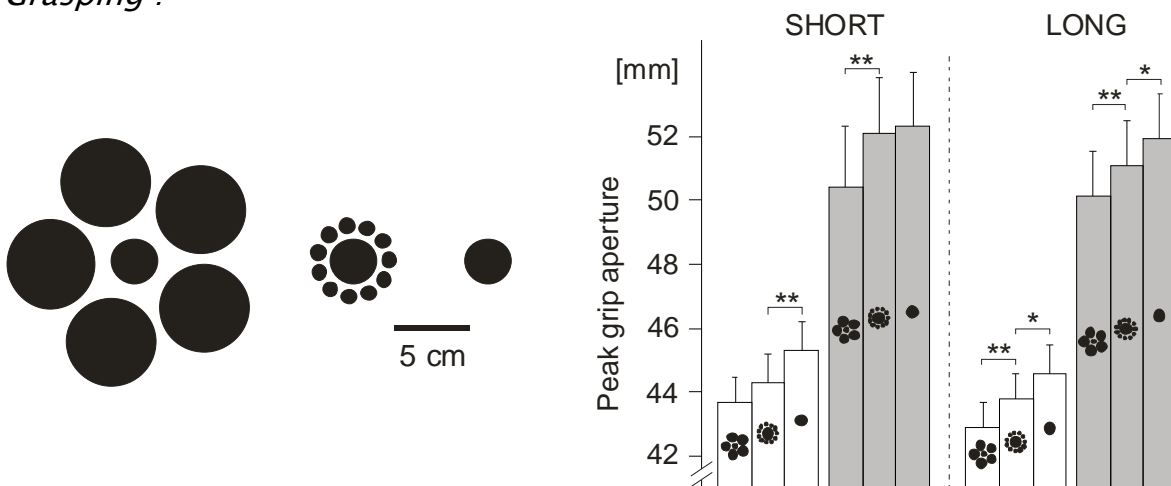 Grasping :
5 cm
SHORT
LONG
[mm]
Peak grip aperture
52
50
48
46
44
42
**
**
**
*
**
*